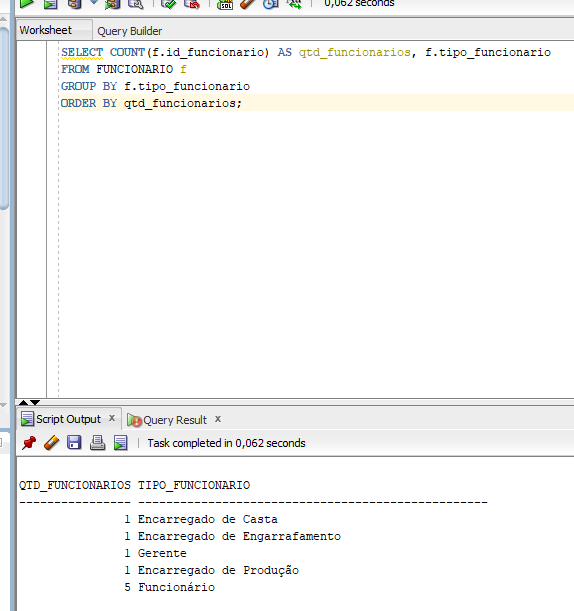 0,062 seconds
Worksheet Query Builder
SELECT COUNT(f.id_funcionario) AS qtd_funcionarios, f.tipo_funcionario
FROM FUNCIONARIO f
GROUP BY f.tipo_funcionario
ORDER BY qtd_funcionarios;
Script Output x Query Result x
Task completed in 0,062 seconds
QTD_FUNCIONARIOS TIPO_FUNCIONARIO
---------------- --------------------------------------------------
1 Encarregado de Casta
1 Encarregado de Engarrafamento
1 Gerente
1 Encarregado de Produção
5 Funcionário